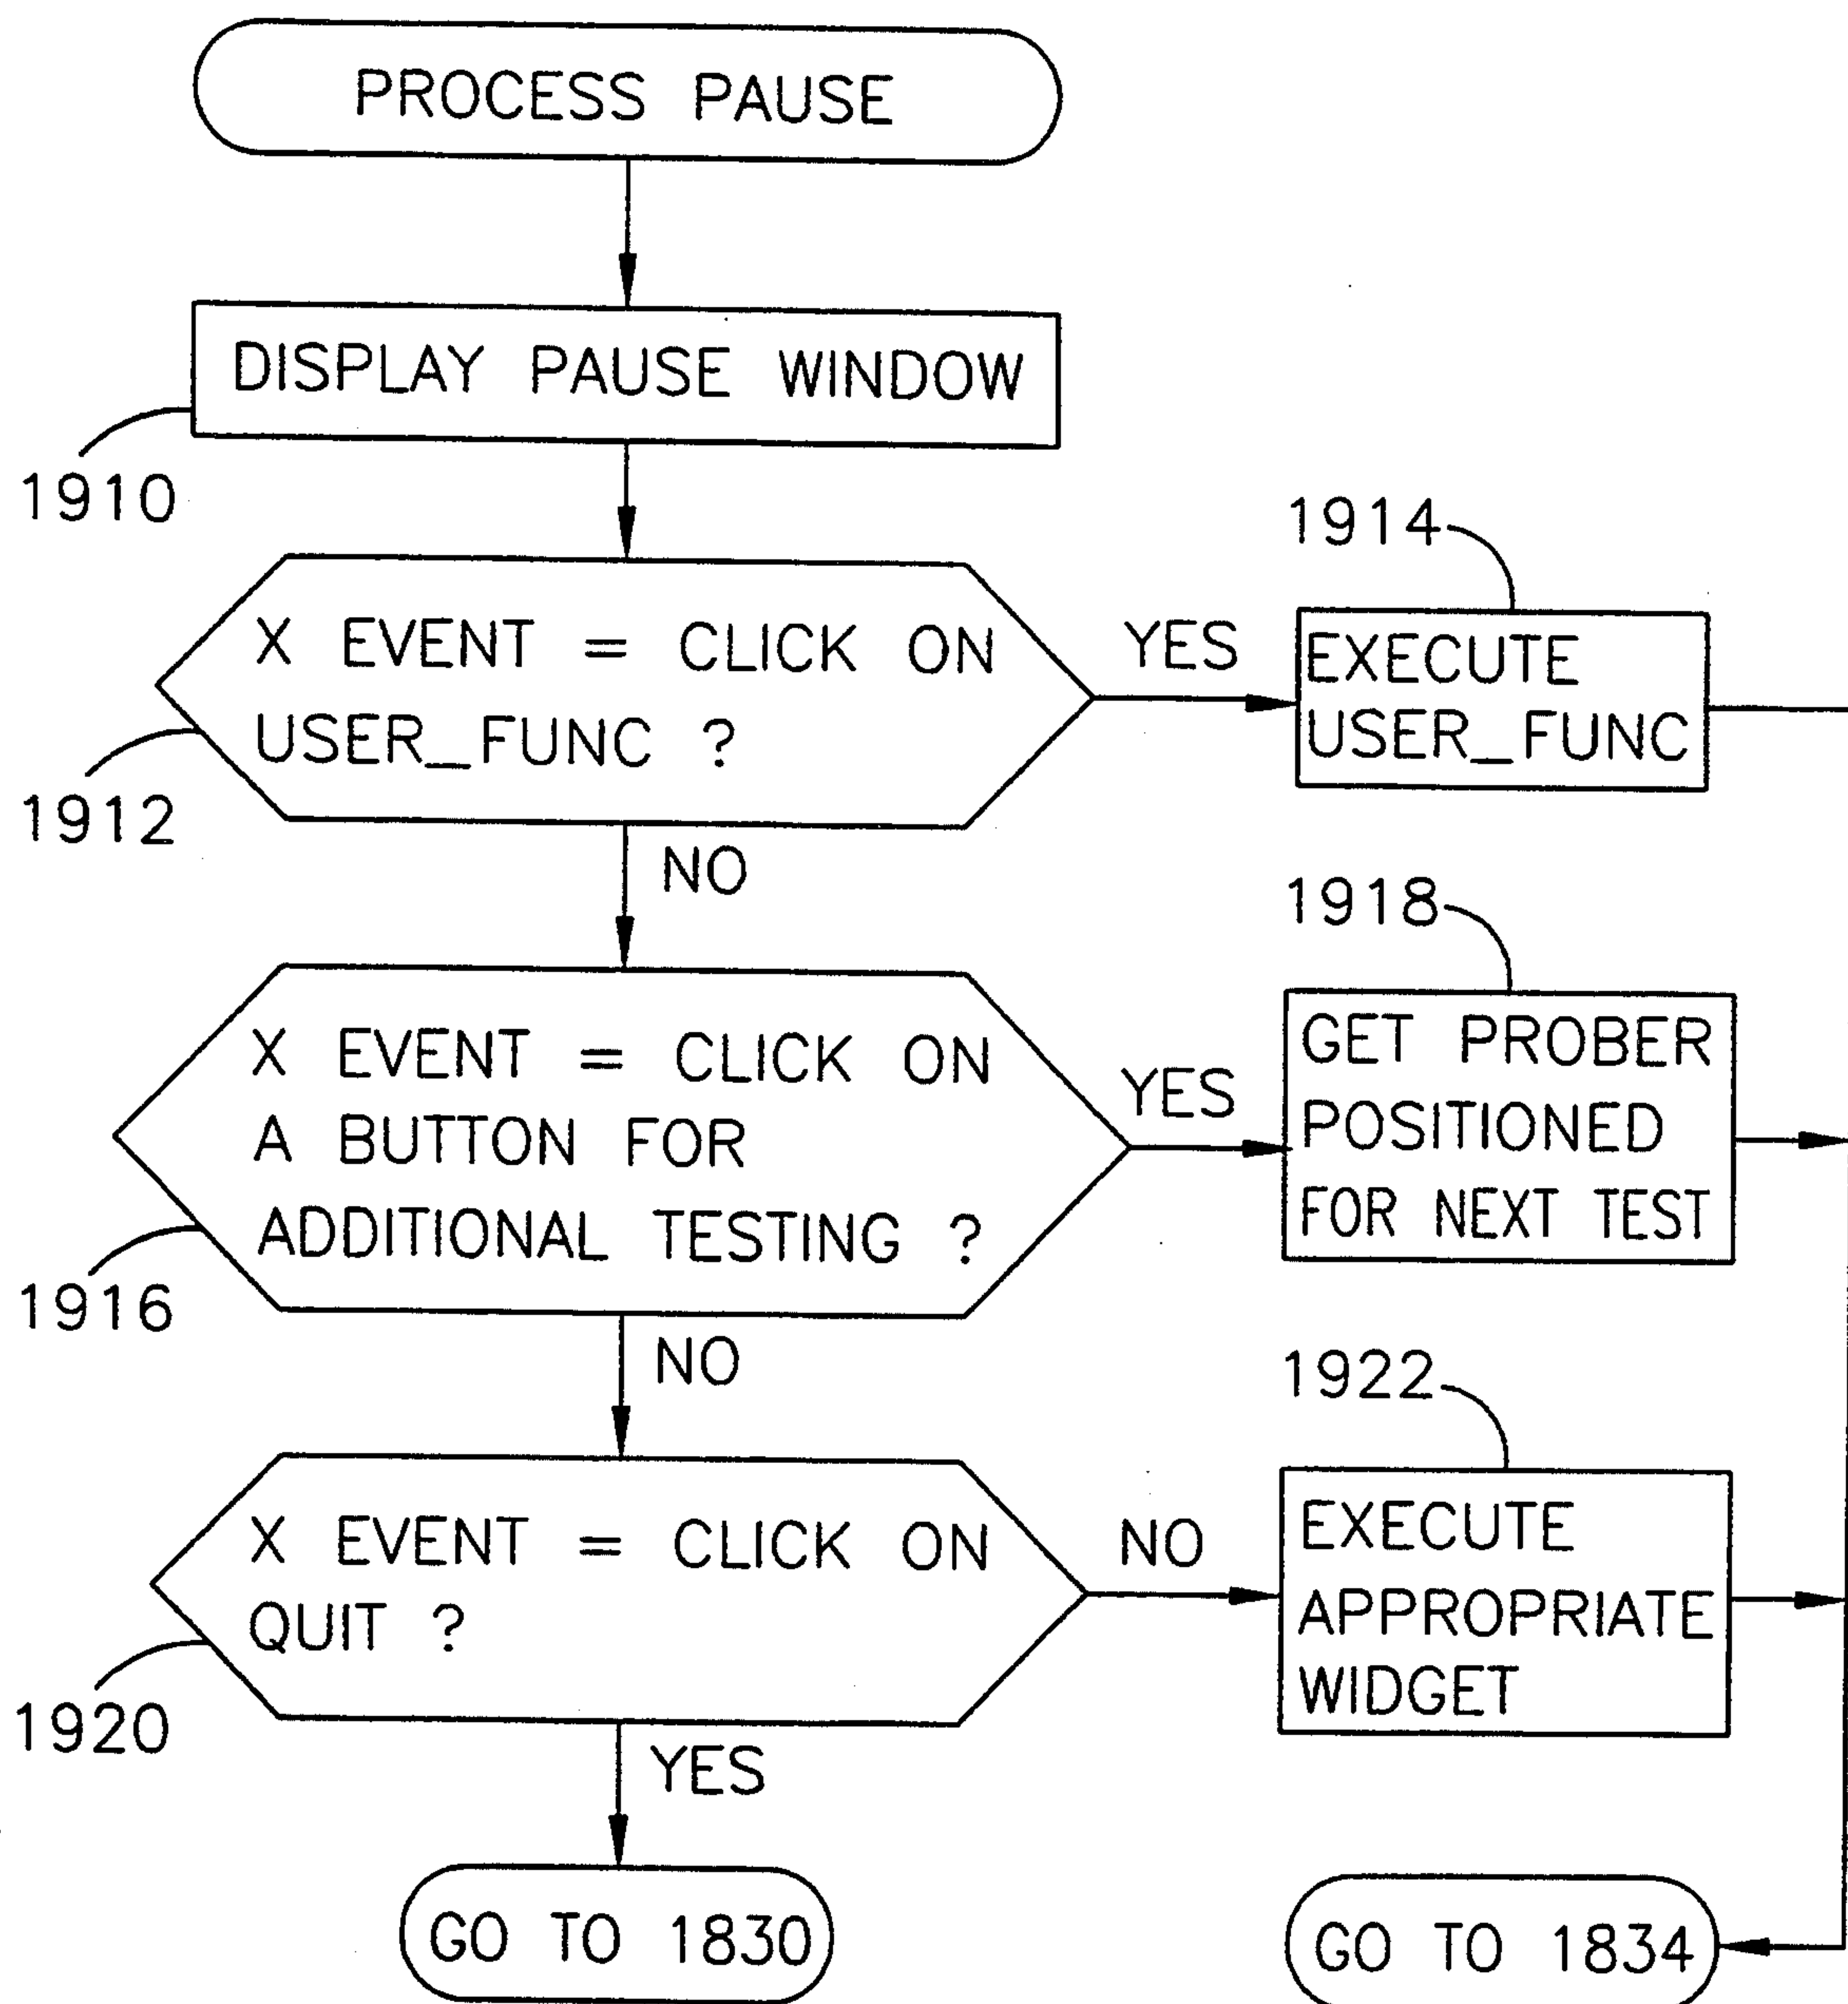 PROCESS PAUSE
DISPLAY PAUSE WINDOW
1910
X EVENT = CLICK ON
USER_FUNC ?
1912
YES
1914
EXECUTE
USER_FUNC
NO
X EVENT = CLICK ON
A BUTTON FOR
ADDITIONAL TESTING ?
1916
YES
1918
GET PROBER
POSITIONED
FOR NEXT TEST
NO
X EVENT = CLICK ON
QUIT ?
1920
NO
1922
EXECUTE
APPROPRIATE
WIDGET
YES
GO TO 1830
GO TO 1834